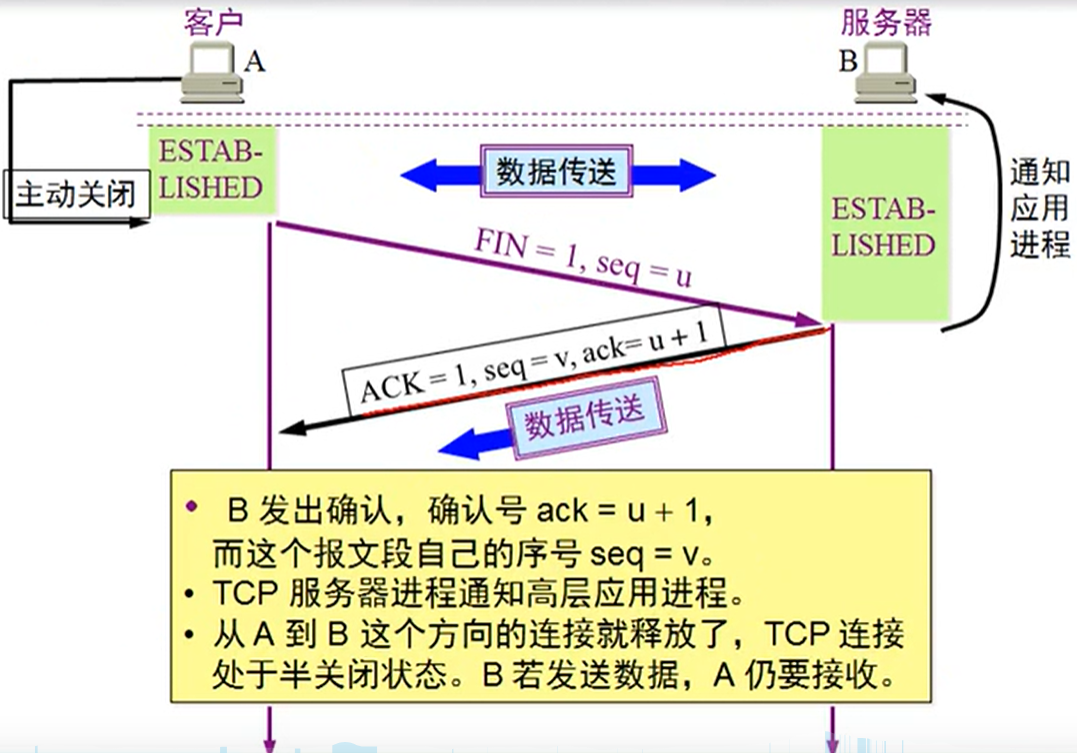 客户
服务器
A
B
ESTAB-
LISHED
数据传送
通知
应用
进程
主动关闭
ESTAB-
LISHED
FIN = 1, seq = u
ACK = 1, seq = v, ack= u + 1
数据传送
• B 发出确认，确认号 ack = u + 1，
而这个报文段自己的序号 seq = v。
• TCP 服务器进程通知高层应用进程。
• 从 A 到 B 这个方向的连接就释放了，TCP 连接
处于半关闭状态。B 若发送数据，A 仍要接收。